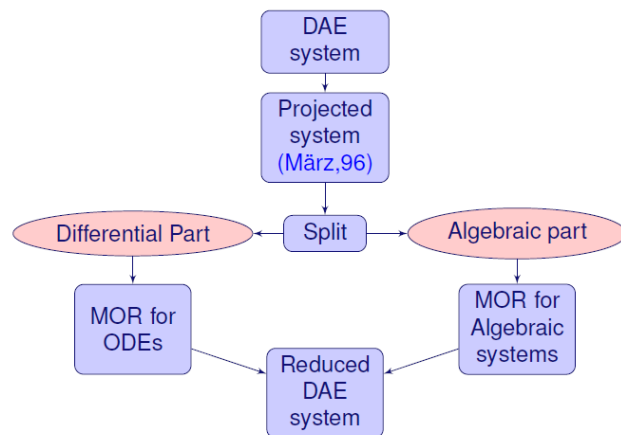 DAE
system
Projected
system
(März,96)
Differential Part
Split
Algebraic part
MOR for
ODEs
MOR for
Algebraic
systems
Reduced
DAE
system